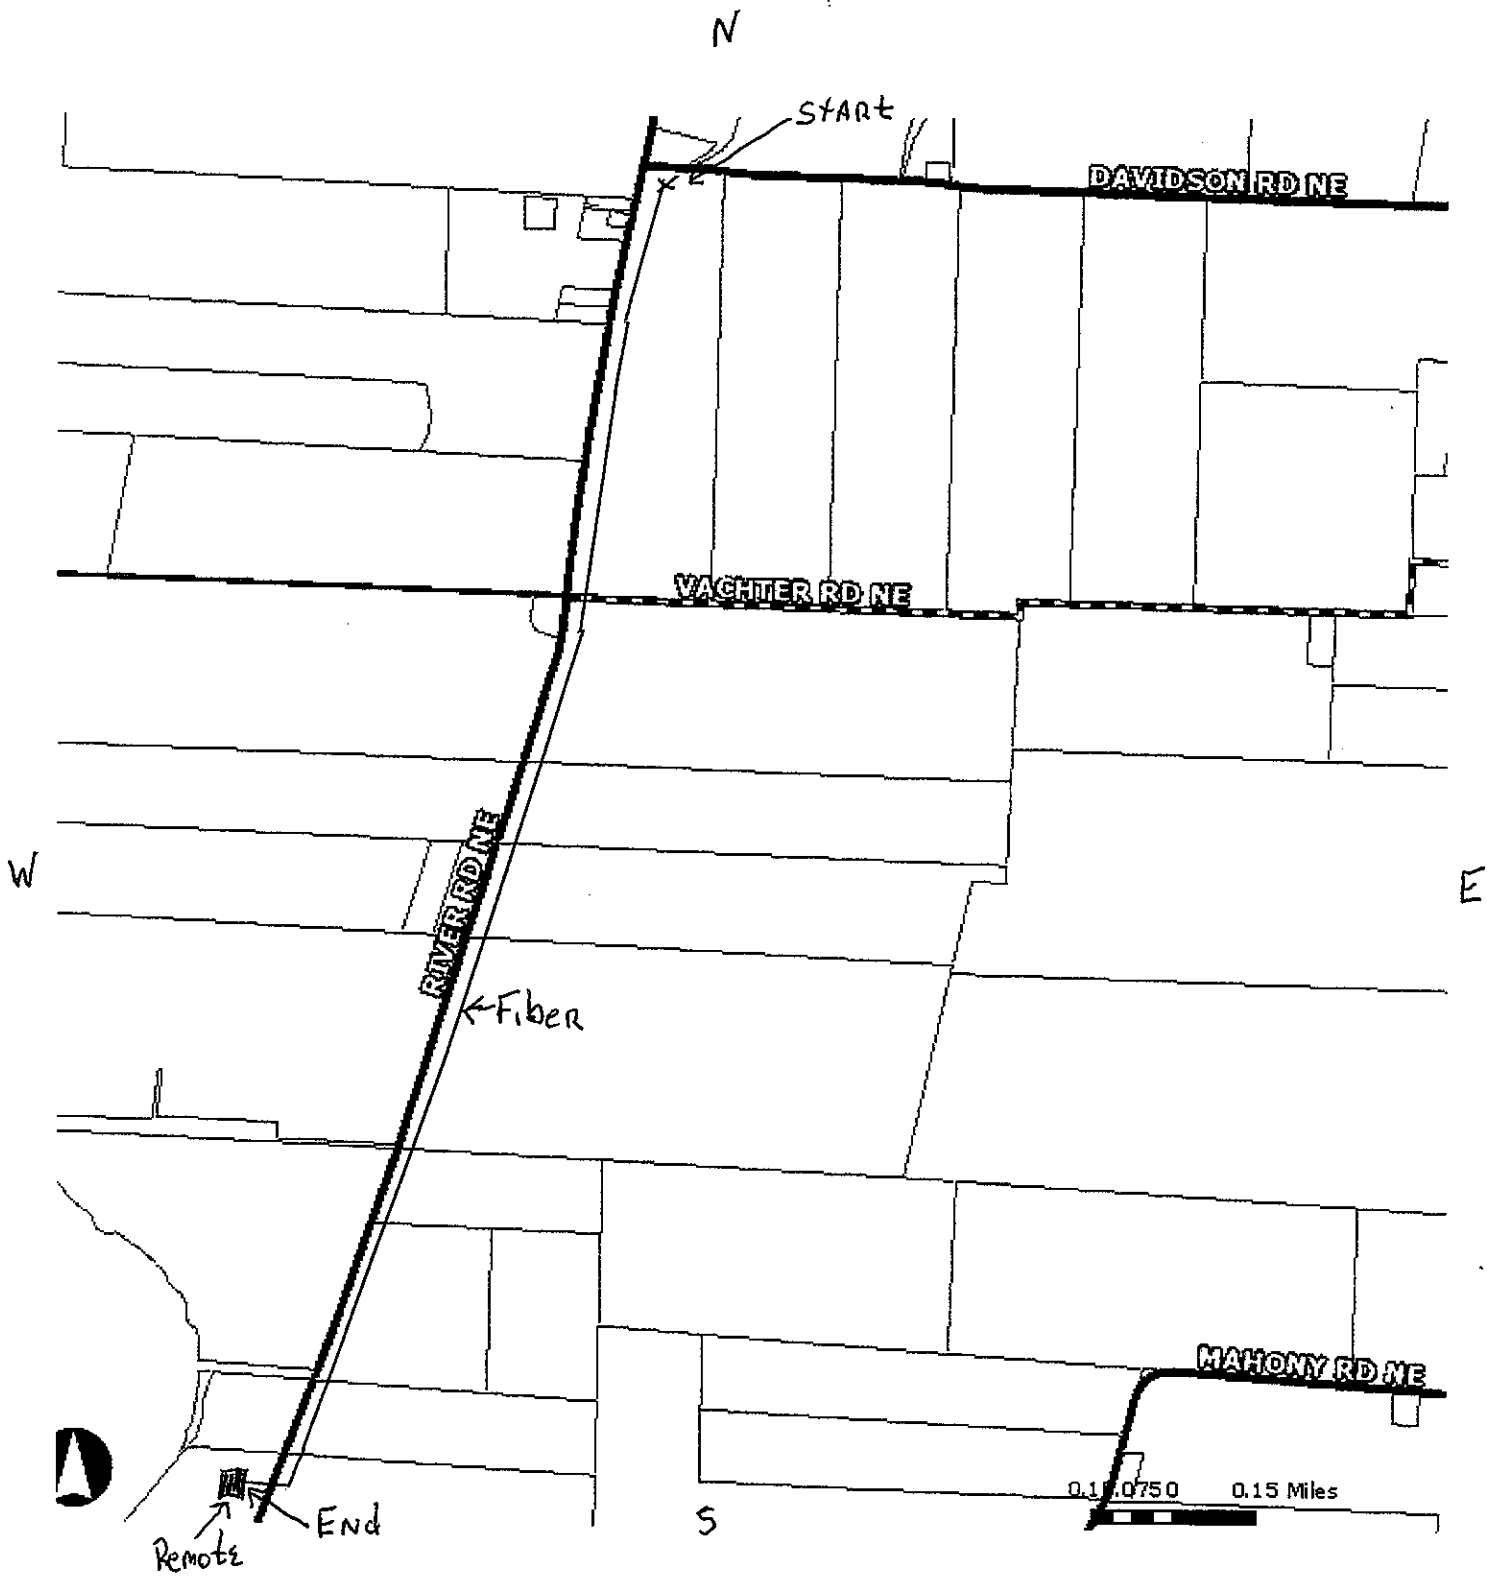 N
START
DAVIDSON RD NE
VACHTER RD NE
RIVER RD NE
W
E
Fiber
MAHONY RD NE
0.15 Miles
End
S
Remote